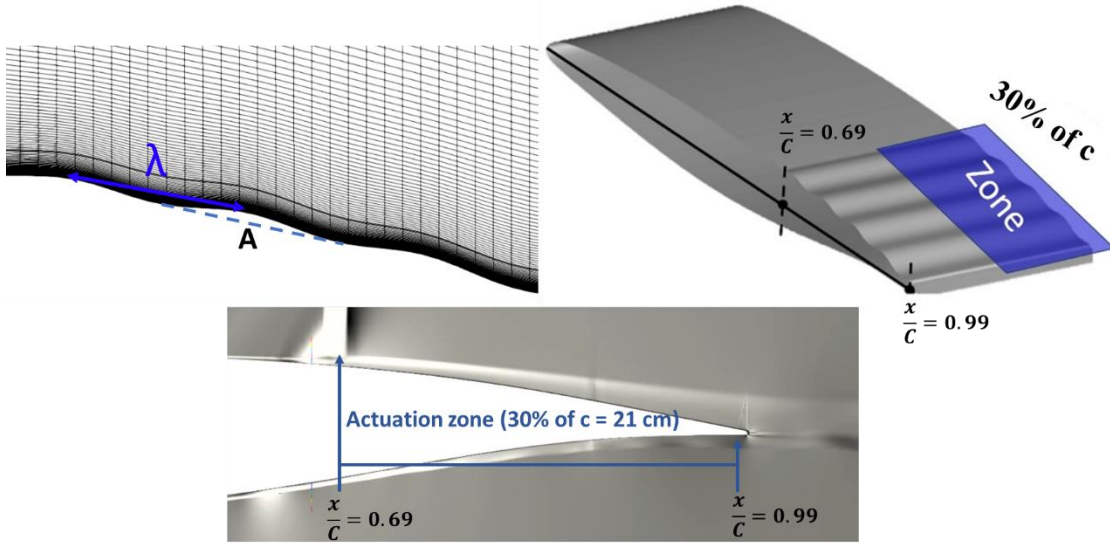 λ
A
x/C = 0.69
30% of c
Zone
x/C = 0.99
Actuation zone (30% of c = 21 cm)
x/C = 0.69
x/C = 0.99